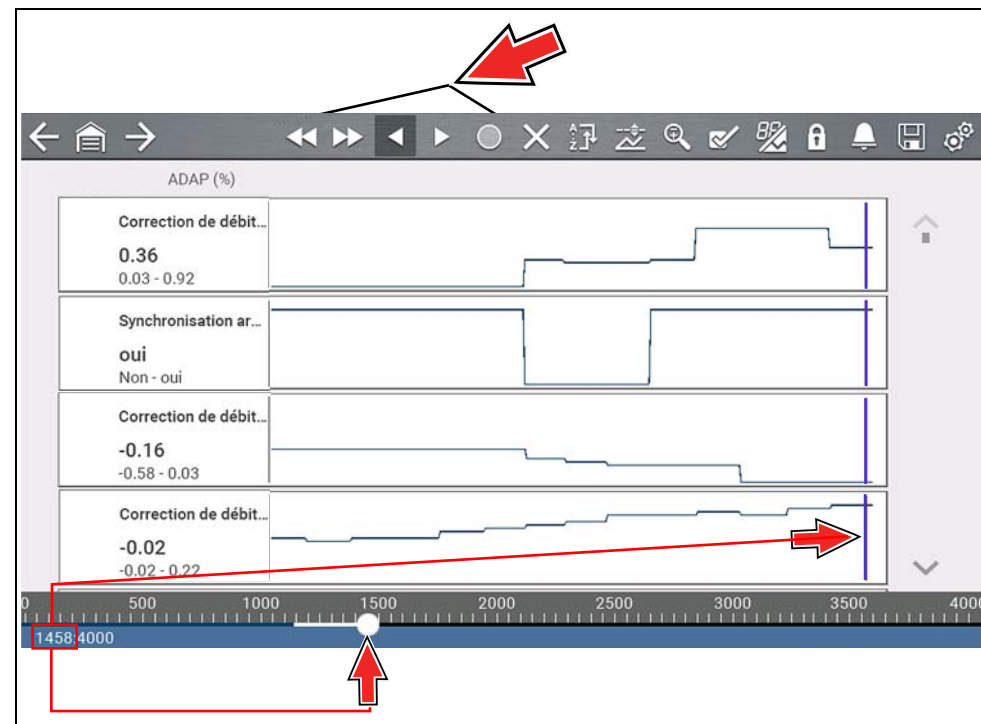 ADAP (%)
Correction de débit...
0.36
0.03 - 0.92
Synchronisation ar...
oui
Non - oui
Correction de débit...
-0.16
-0.58 - 0.03
Correction de débit...
-0.02
-0.02 - 0.22
0 500 1000 1500 2000 2500 3000 3500 4000
1458:4000